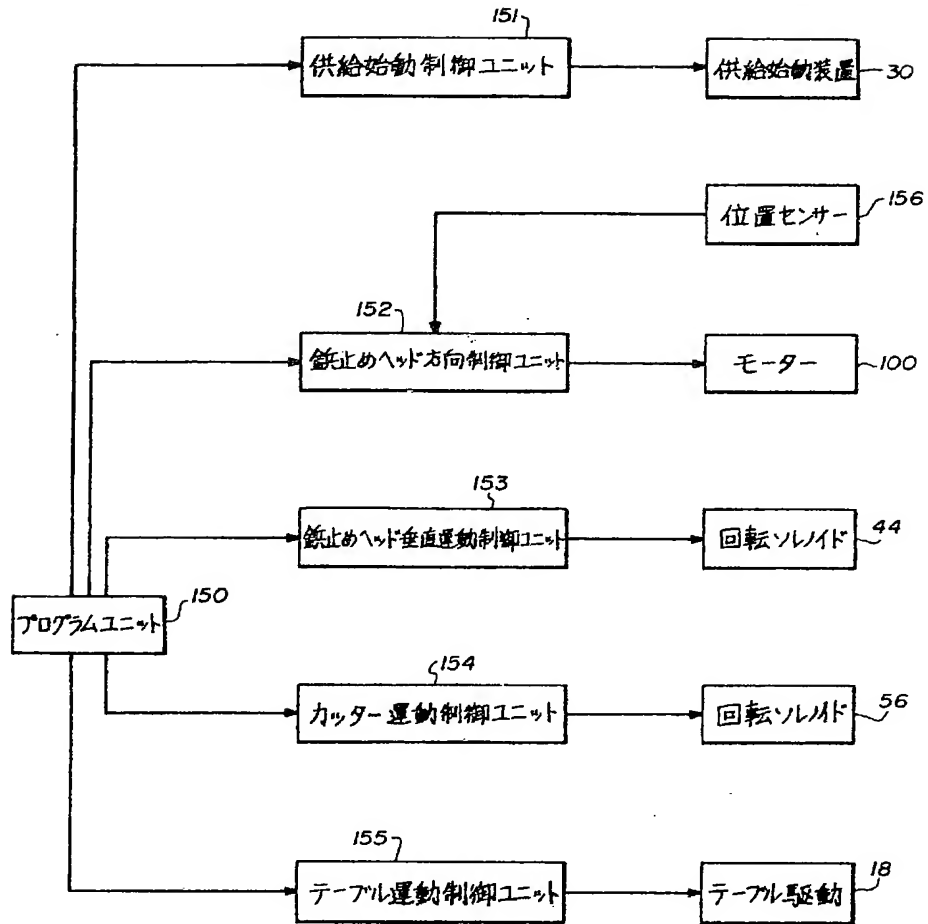 151
供給始動制御ユニット
供給始動装置
30
位置センサー
156
152
鋲止めヘッド方向制御ユニット
モーター
100
153
鋲止めヘッド垂直運動制御ユニット
回転ソレノイド
44
プログラムユニット
150
154
カッター運動制御ユニット
回転ソレノイド
56
155
テーブル運動制御ユニット
テーブル駆動
18